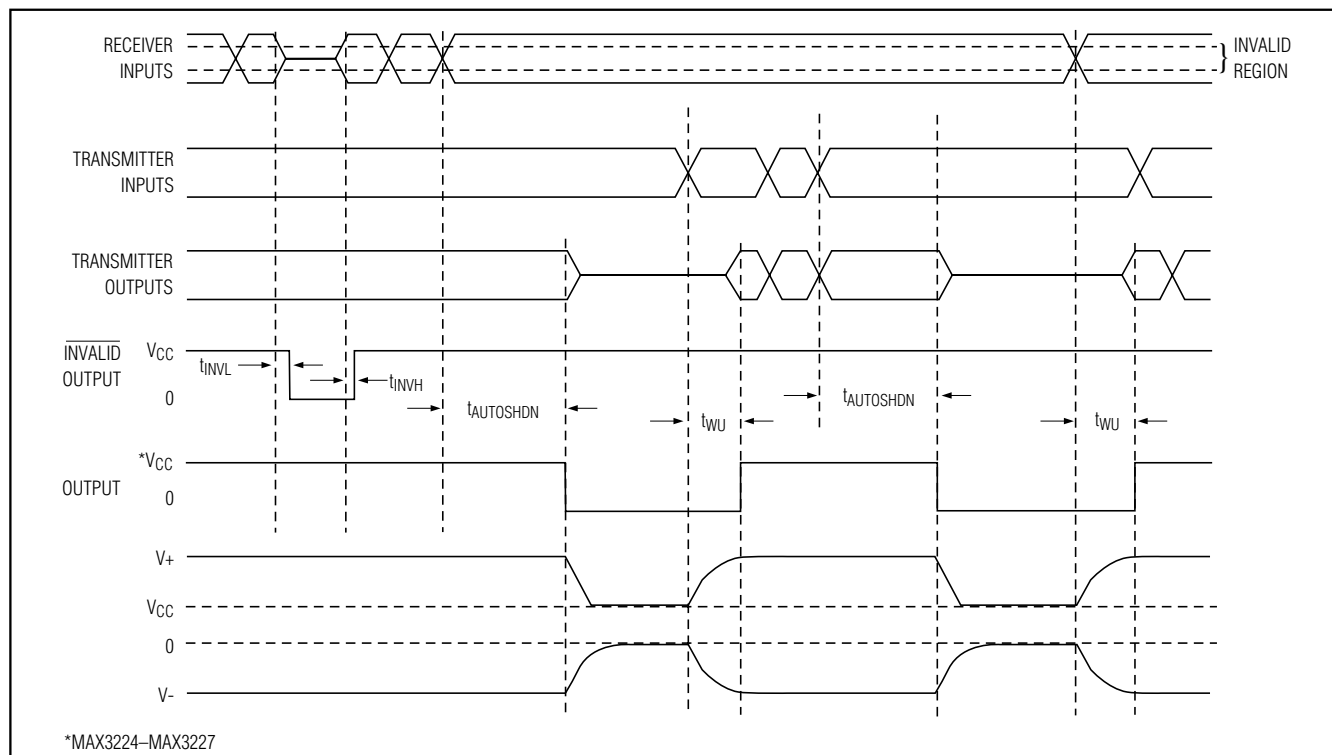 RECEIVER
INPUTS
INVALID
REGION
TRANSMITTER
INPUTS
TRANSMITTER
OUTPUTS
INVALID
OUTPUT
VCC
0
tINVL
tINVH
tAUTOSHDN
tWU
tAUTOSHDN
tWU
OUTPUT
*VCC
0
V+
VCC
0
V-
*MAX3224–MAX3227